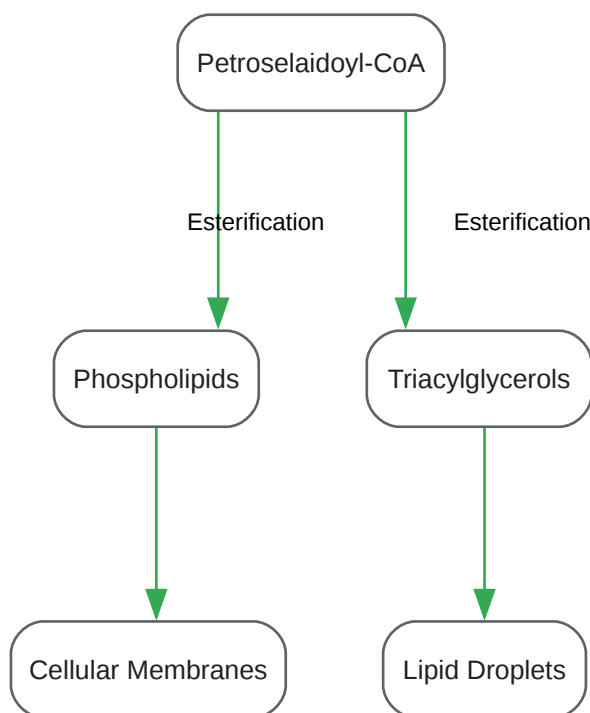 Petroselaidoyl-CoA
Esterification
Esterification
Phospholipids
Triacylglycerols
Cellular Membranes
Lipid Droplets